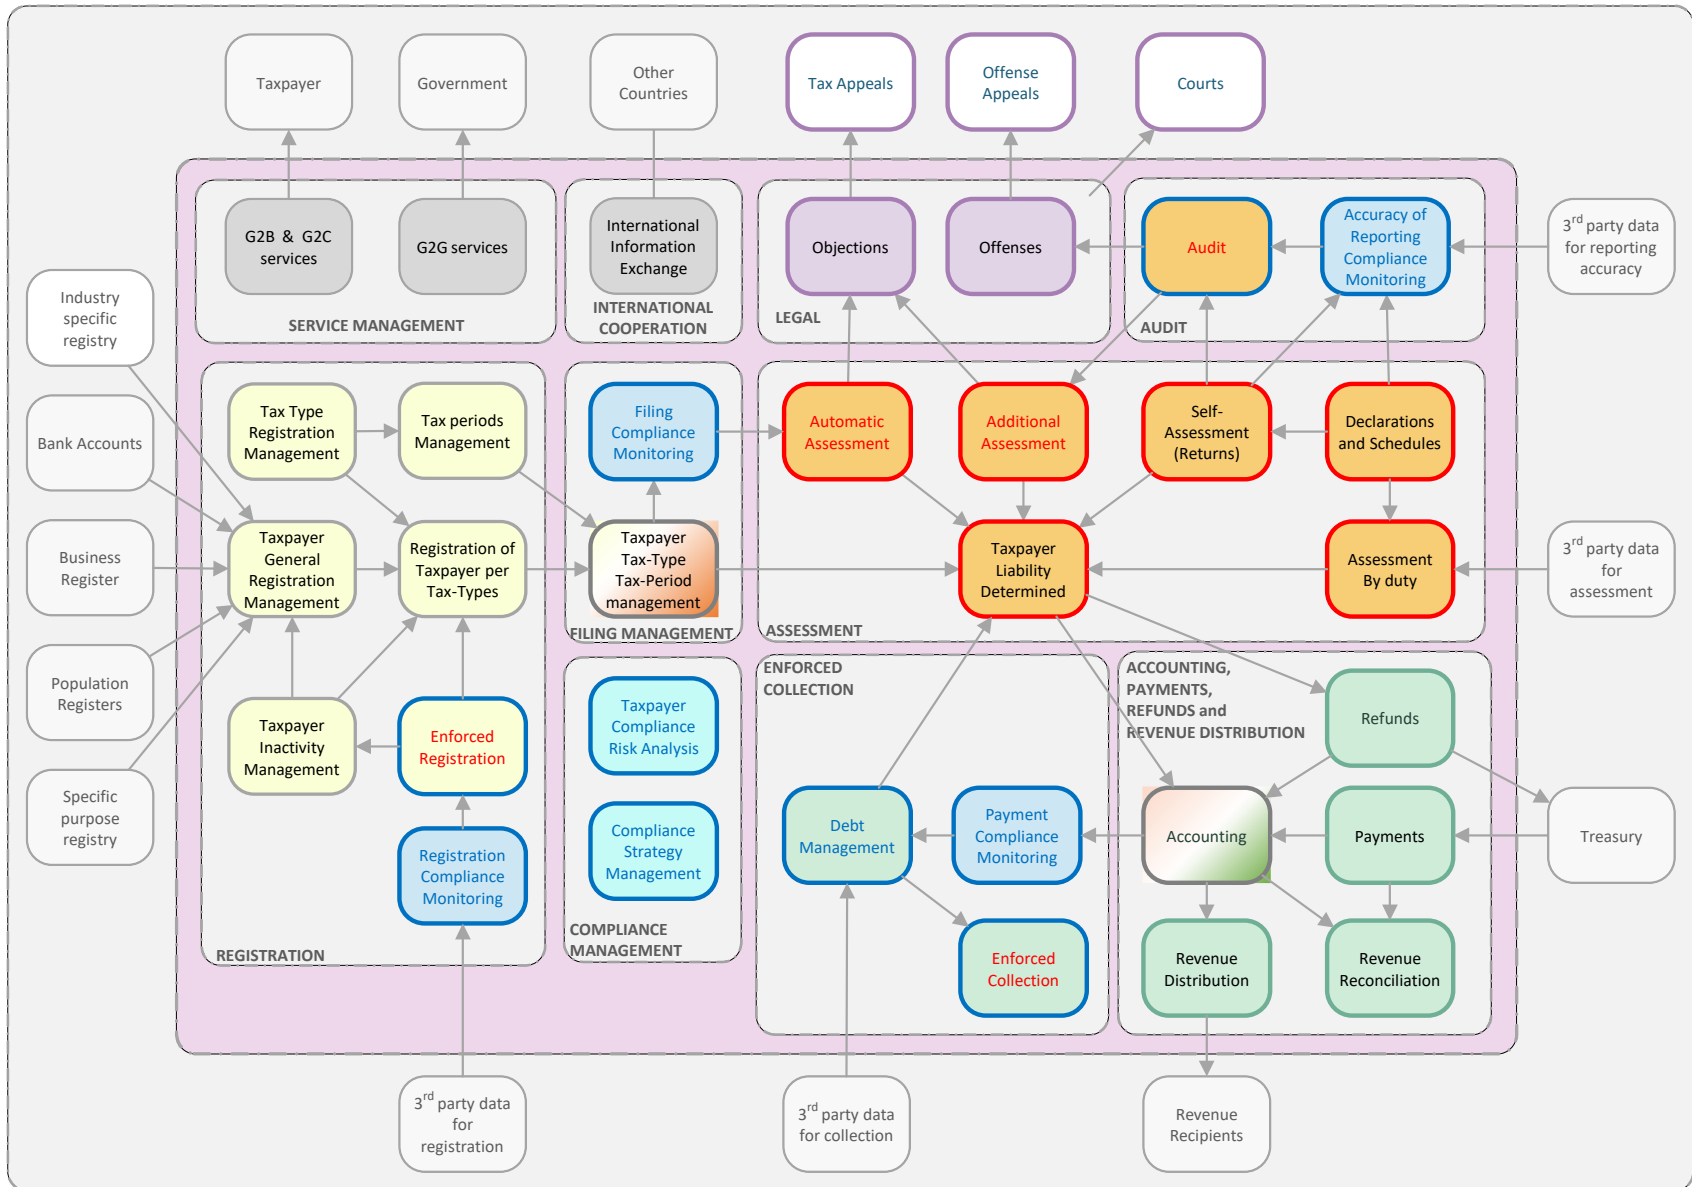 Taxpayer
Government
Other
Countries
Tax Appeals
Offense
Appeals
Courts
G2B & G2C
services
G2G services
SERVICE MANAGEMENT
International
Information
Exchange
INTERNATIONAL
COOPERATION
Objections
Offenses
LEGAL
Audit
Accuracy of
Reporting
Compliance
Monitoring
AUDIT
3rd party data
for reporting
accuracy
Industry
specific
registry
Bank Accounts
Business
Register
Population
Registers
Specific
purpose
registry
Tax Type
Registration
Management
Tax periods
Management
Taxpayer
General
Registration
Management
Registration of
Taxpayer per
Tax-Types
Taxpayer
Inactivity
Management
Enforced
Registration
Registration
Compliance
Monitoring
REGISTRATION
Filing
Compliance
Monitoring
Taxpayer
Tax-Type
Tax-Period
management
FILING MANAGEMENT
Automatic
Assessment
Additional
Assessment
Self-
Assessment
(Returns)
Declarations
and Schedules
Taxpayer
Liability
Determined
Assessment
By duty
ASSESSMENT
3rd party data
for
assessment
Taxpayer
Compliance
Risk Analysis
Compliance
Strategy
Management
COMPLIANCE
MANAGEMENT
ENFORCED
COLLECTION
Debt
Management
Payment
Compliance
Monitoring
Enforced
Collection
ACCOUNTING,
PAYMENTS,
REFUNDS and
REVENUE DISTRIBUTION
Refunds
Accounting
Payments
Revenue
Distribution
Revenue
Reconciliation
Treasury
3rd party data
for
registration
3rd party data
for collection
Revenue
Recipients